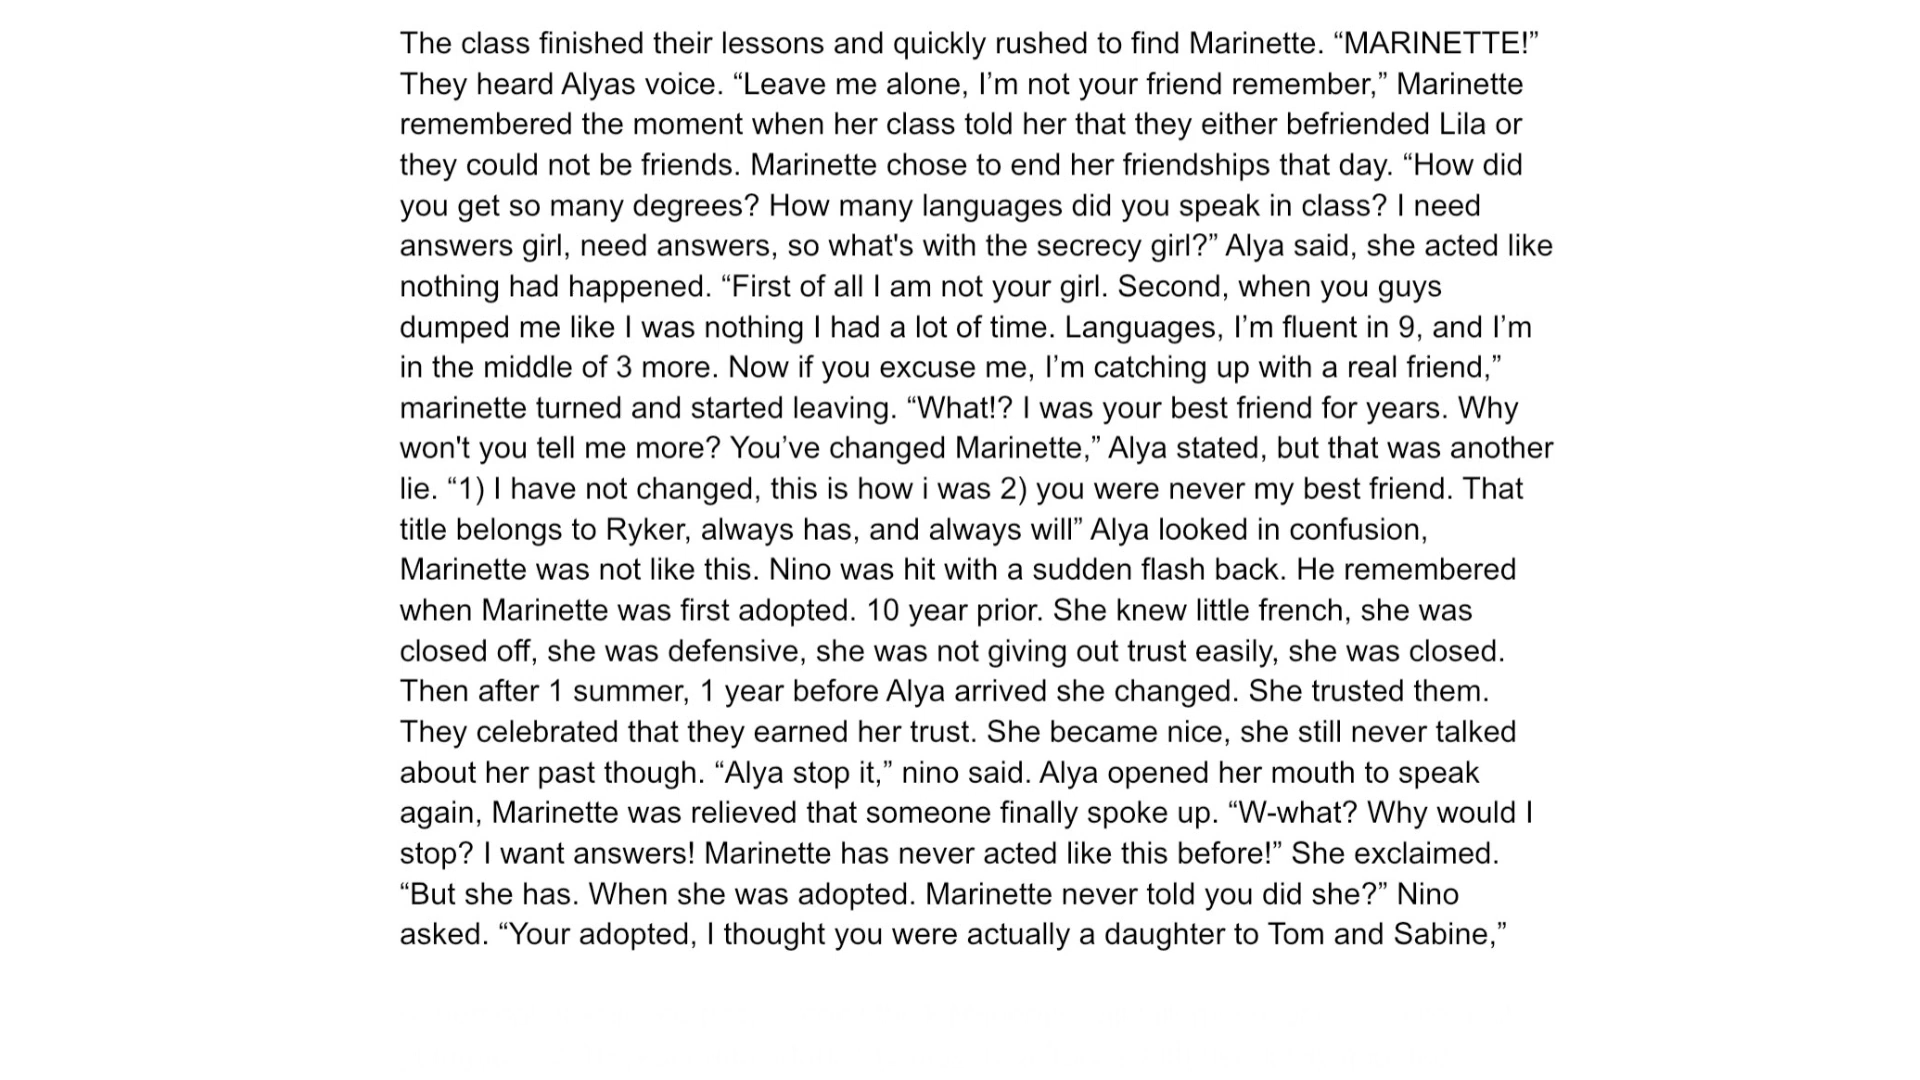 The class finished their lessons and quickly rushed to find Marinette. “MARINETTE!”
They heard Alyas voice. “Leave me alone, I’m not your friend remember,” Marinette
remembered the moment when her class told her that they either befriended Lila or
they could not be friends. Marinette chose to end her friendships that day. “How did
you get so many degrees? How many languages did you speak in class? I need
answers girl, need answers, so what's with the secrecy girl?” Alya said, she acted like
nothing had happened. “First of all I am not your girl. Second, when you guys
dumped me like I was nothing I had a lot of time. Languages, I’m fluent in 9, and I’m
in the middle of 3 more. Now if you excuse me, I’m catching up with a real friend,”
marinette turned and started leaving. “What!? I was your best friend for years. Why
won't you tell me more? You’ve changed Marinette,” Alya stated, but that was another
lie. “1) I have not changed, this is how i was 2) you were never my best friend. That
title belongs to Ryker, always has, and always will” Alya looked in confusion,
Marinette was not like this. Nino was hit with a sudden flash back. He remembered
when Marinette was first adopted. 10 year prior. She knew little french, she was
closed off, she was defensive, she was not giving out trust easily, she was closed.
Then after 1 summer, 1 year before Alya arrived she changed. She trusted them.
They celebrated that they earned her trust. She became nice, she still never talked
about her past though. “Alya stop it,” nino said. Alya opened her mouth to speak
again, Marinette was relieved that someone finally spoke up. “W-what? Why would I
stop? I want answers! Marinette has never acted like this before!” She exclaimed.
“But she has. When she was adopted. Marinette never told you did she?” Nino
asked. “Your adopted, I thought you were actually a daughter to Tom and Sabine,”